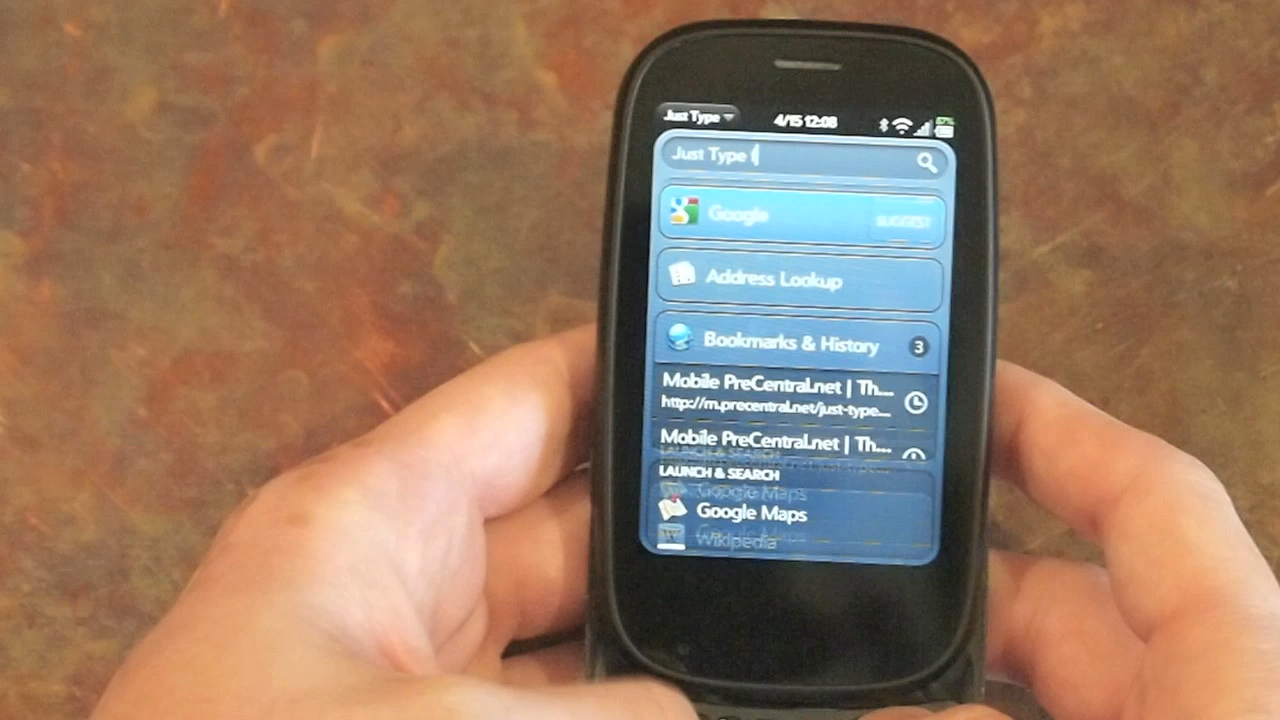 Just Type
4/15 12:08
87%
Just Type
Google
SUGGEST
Address Lookup
Bookmarks & History
3
Mobile PreCentral.net | Th...
http://m.precentral.net/just-type...
Mobile PreCentral.net | Th...
LAUNCH & SEARCH
Google Maps
Wikipedia